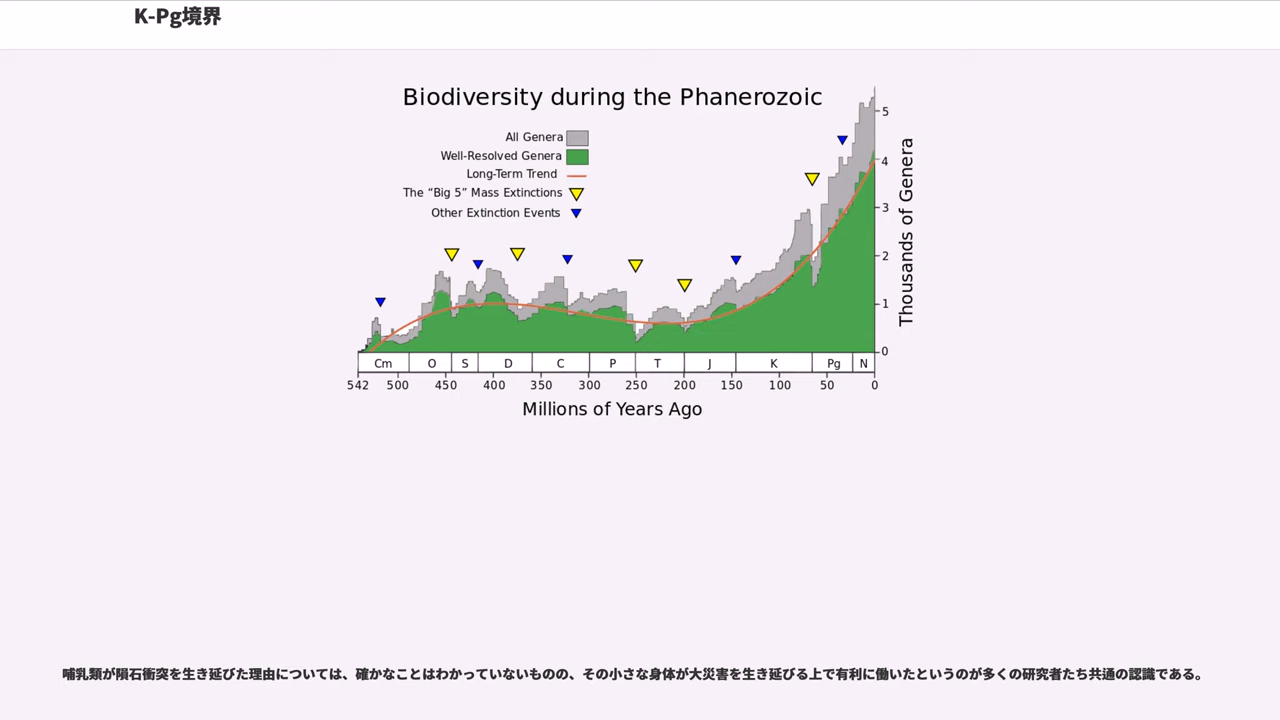 K-Pg境界
Biodiversity during the Phanerozoic
All Genera
Well-Resolved Genera
Long-Term Trend
The “Big 5” Mass Extinctions
Other Extinction Events
5
4
3
2
1
0
Thousands of Genera
Cm O S D C P T J K Pg N
542 500 450 400 350 300 250 200 150 100 50 0
Millions of Years Ago
哺乳類が隕石衝突を生き延びた理由については、確かなことはわかっていないものの、その小さな身体が大災害を生き延びる上で有利に働いたというのが多くの研究者たち共通の認識である。